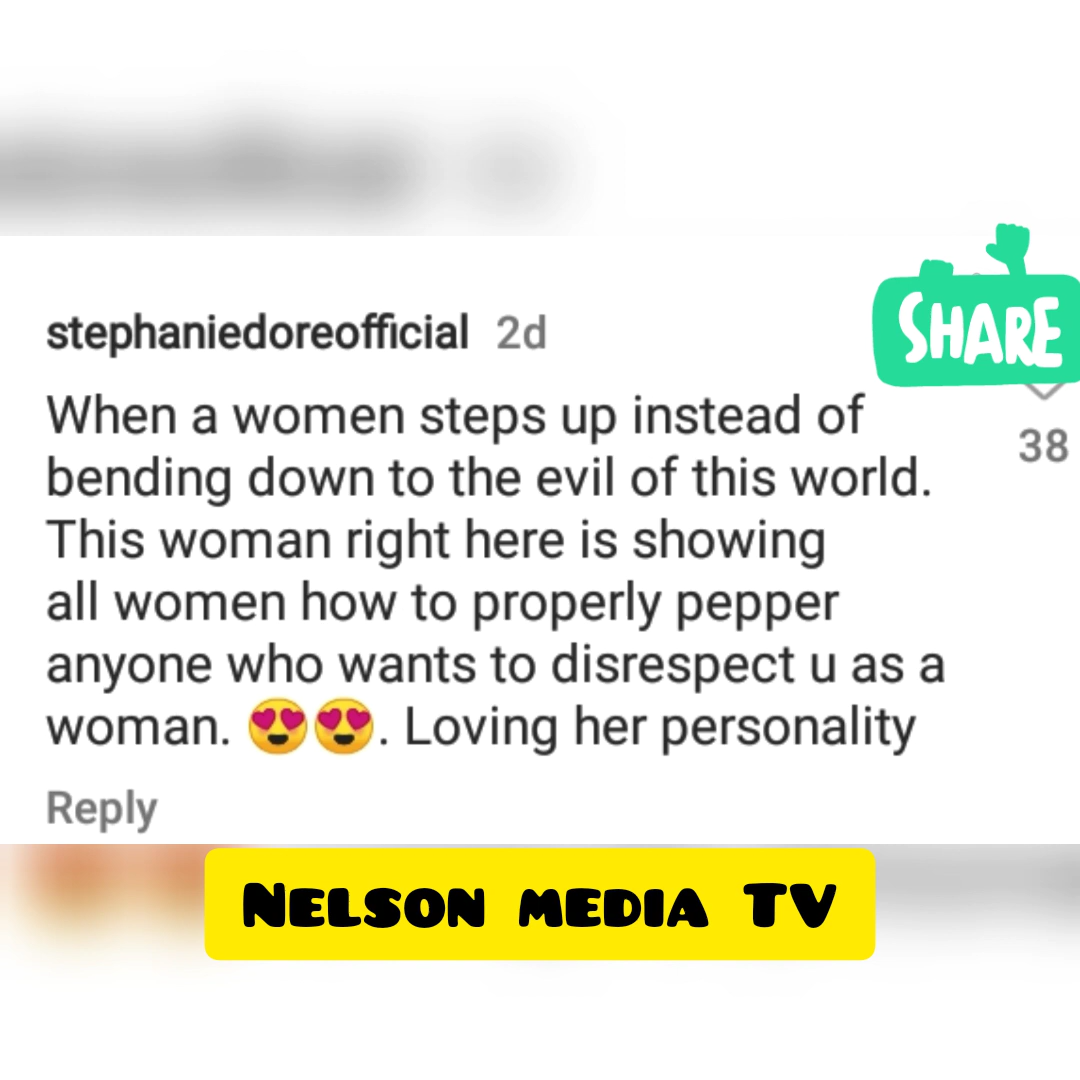 stephaniedoreofficial 2d
SHARE
When a women steps up instead of
38
bending down to the evil of this world.
This woman right here is showing
all women how to properly pepper
anyone who wants to disrespect u as a
woman. 😍😍. Loving her personality
Reply
NELSON MEDIA TV